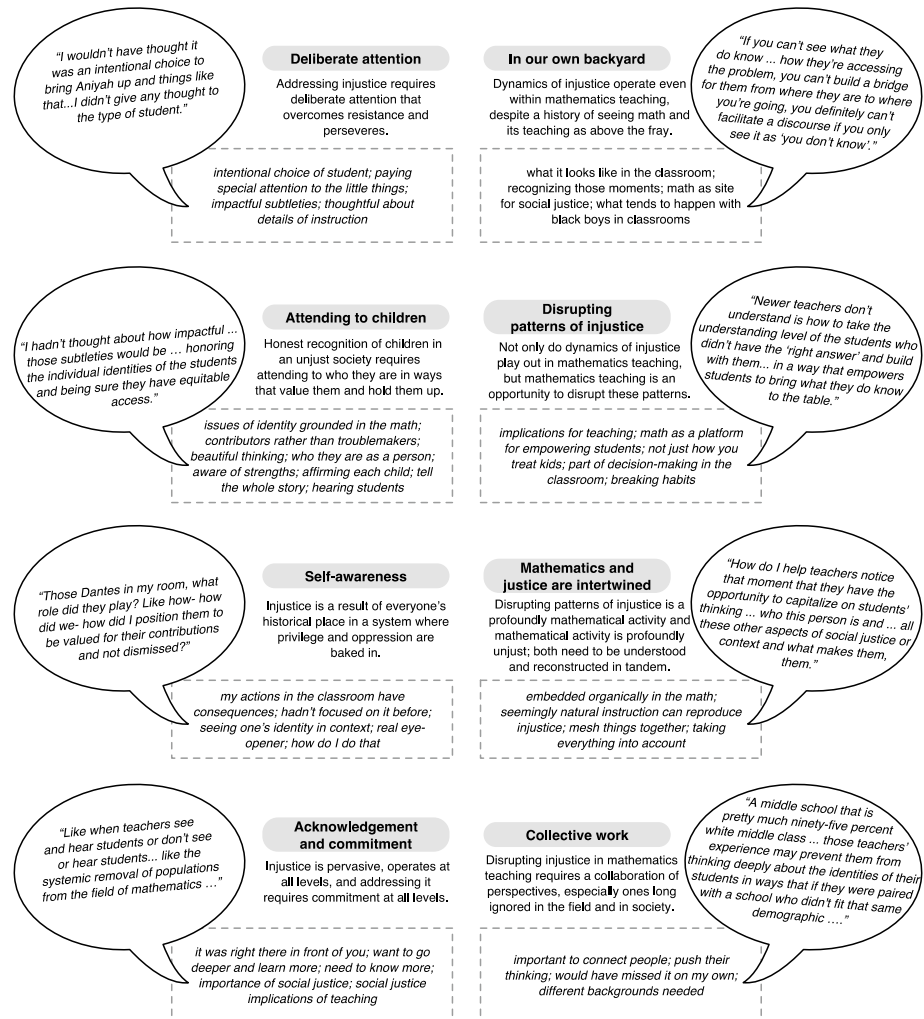 “I wouldn’t have thought it
was an intentional choice to
bring Aniyah up and things like
that...I didn’t give any thought to
the type of student.”
Deliberate attention
Addressing injustice requires
deliberate attention that
overcomes resistance and
perseveres.
intentional choice of student; paying
special attention to the little things;
impactful subtleties; thoughtful about
details of instruction
In our own backyard
Dynamics of injustice operate even
within mathematics teaching,
despite a history of seeing math and
its teaching as above the fray.
what it looks like in the classroom;
recognizing those moments; math as site
for social justice; what tends to happen with
black boys in classrooms
“If you can’t see what they
do know ... how they’re accessing
the problem, you can’t build a bridge
for them from where they are to where
you’re going, you definitely can’t
facilitate a discourse if you only
see it as ‘you don’t know’.”
“I hadn’t thought about how impactful ...
those subtleties would be … honoring
the individual identities of the students
and being sure they have equitable
access.”
Attending to children
Honest recognition of children in
an unjust society requires
attending to who they are in ways
that value them and hold them up.
issues of identity grounded in the math;
contributors rather than troublemakers;
beautiful thinking; who they are as a person;
aware of strengths; affirming each child; tell
the whole story; hearing students
Disrupting
patterns of injustice
Not only do dynamics of injustice
play out in mathematics teaching,
but mathematics teaching is an
opportunity to disrupt these patterns.
implications for teaching; math as a platform
for empowering students; not just how you
treat kids; part of decision-making in the
classroom; breaking habits
“Newer teachers don’t
understand is how to take the
understanding level of the students who
didn’t have the ‘right answer’ and build
with them... in a way that empowers
students to bring what they do know
to the table.”
“Those Dantes in my room, what
role did they play? Like how- how
did we- how did I position them to
be valued for their contributions
and not dismissed?”
Self-awareness
Injustice is a result of everyone’s
historical place in a system where
privilege and oppression are
baked in.
my actions in the classroom have
consequences; hadn’t focused on it before;
seeing one’s identity in context; real eye-
opener; how do I do that
Mathematics and
justice are intertwined
Disrupting patterns of injustice is a
profoundly mathematical activity and
mathematical activity is profoundly
unjust; both need to be understood
and reconstructed in tandem.
embedded organically in the math;
seemingly natural instruction can reproduce
injustice; mesh things together; taking
everything into account
“How do I help teachers notice
that moment that they have the
opportunity to capitalize on students’
thinking ... who this person is and ... all
these other aspects of social justice or
context and what makes them,
them.”
“Like when teachers see
and hear students or don’t see
or hear students... like the
systemic removal of populations
from the field of mathematics …”
Acknowledgement
and commitment
Injustice is pervasive, operates at
all levels, and addressing it
requires commitment at all levels.
it was right there in front of you; want to go
deeper and learn more; need to know more;
importance of social justice; social justice
implications of teaching
Collective work
Disrupting injustice in mathematics
teaching requires a collaboration of
perspectives, especially ones long
ignored in the field and in society.
important to connect people; push their
thinking; would have missed it on my own;
different backgrounds needed
“A middle school that is
pretty much ninety-five percent
white middle class ... those teachers’
experience may prevent them from
thinking deeply about the identities of their
students in ways that if they were paired
with a school who didn’t fit that same
demographic ….”